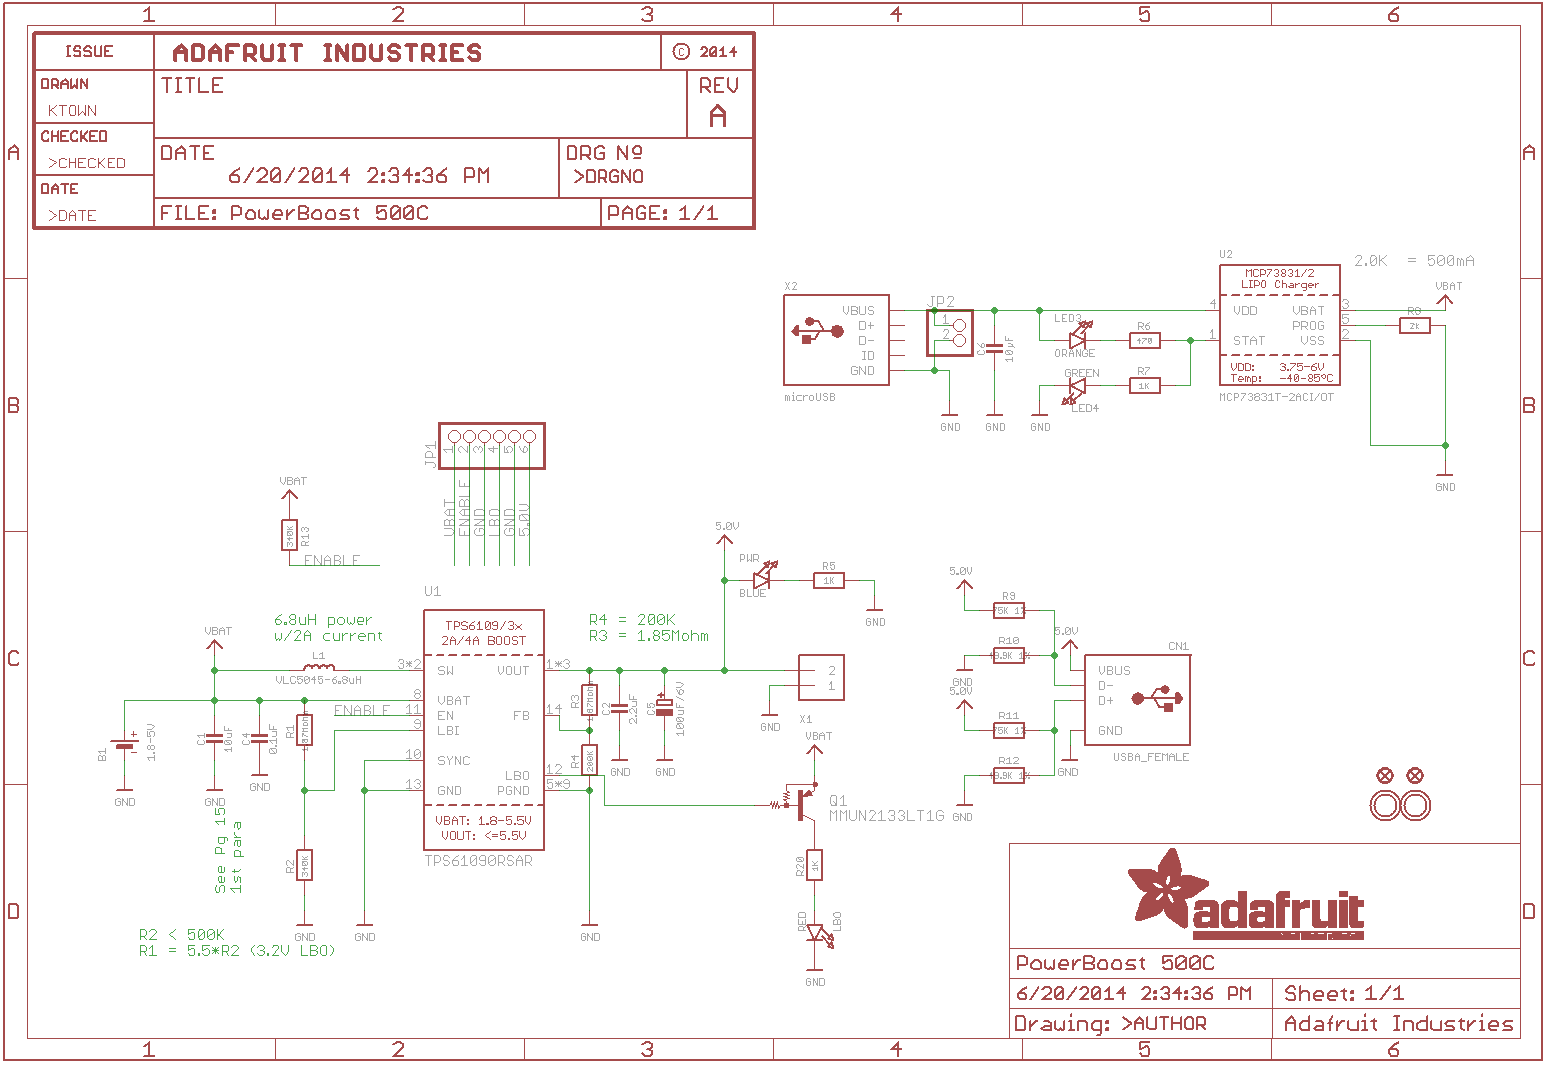 1 2 3 4 5 6
ISSUE
ADAFRUIT INDUSTRIES
© 2014
DRAWN
KTOWN
TITLE
REV
A
CHECKED
>CHECKED
DATE
6/20/2014 2:34:36 PM
DRG Nº
>DRGNO
DATE
>DATE
FILE: PowerBoost 500C
PAGE: 1/1
A
A
B
B
C
C
D
D
X2
VBUS
D+
D-
ID
GND
microUSB
JP2
1
2
C6
10µF
GND
GND
GND
LED3
ORANGE
GREEN
LED4
R6
470
R7
1K
U2
MCP73831/2
LIPO Charger
4
VDD
1
STAT
VBAT
3
PROG
5
VSS
2
VDD: 3.75-6V
Temp: -40-85ºC
MCP73831T-2ACI/OT
2.0K = 500mA
VBAT
R8
2K
GND
JP1
1 2 3 4 5 6
VBAT
ENABLE
GND
LBO
GND
5.0V
VBAT
340K
R13
ENABLE
6.8uH power
w/2A current
VBAT
L1
VLC5045-6.8uH
U1
TPS6109/3x
2A/4A BOOST
3*2
SW
VOUT
1*3
8
VBAT
ENABLE
11
EN
FB
14
9
LBI
10
SYNC
LBO
12
13
GND
PGND
5*9
VBAT: 1.8-5.5V
VOUT: <=5.5V
TPS61090RSAR
B1
1.8-5V
GND
C1
10uF
GND
C4
0.1uF
GND
R1
1.87Mohm
R2
340K
GND
GND
See Pg 15
1st para
R2 < 500K
R1 = 5.5*R2 (3.2V LBO)
R4 = 200K
R3 = 1.85Mohm
R3
1.87Mohm
R4
200K
GND
C2
2.2uF
GND
C5
100uF/6V
GND
5.0V
PWR
BLUE
R5
1K
GND
2
1
X1
GND
VBAT
Q1
MMUN2133LT1G
R20
1K
RED
LBO
GND
5.0V
R9
75K 1%
R10
49.9K 1%
GND
5.0V
R11
75K 1%
R12
49.9K 1%
GND
5.0V
CN1
VBUS
D-
D+
GND
USBA_FEMALE
GND
adafruit
PowerBoost 500C
6/20/2014 2:34:36 PM
Sheet: 1/1
Drawing: >AUTHOR
Adafruit Industries
1 2 3 4 5 6